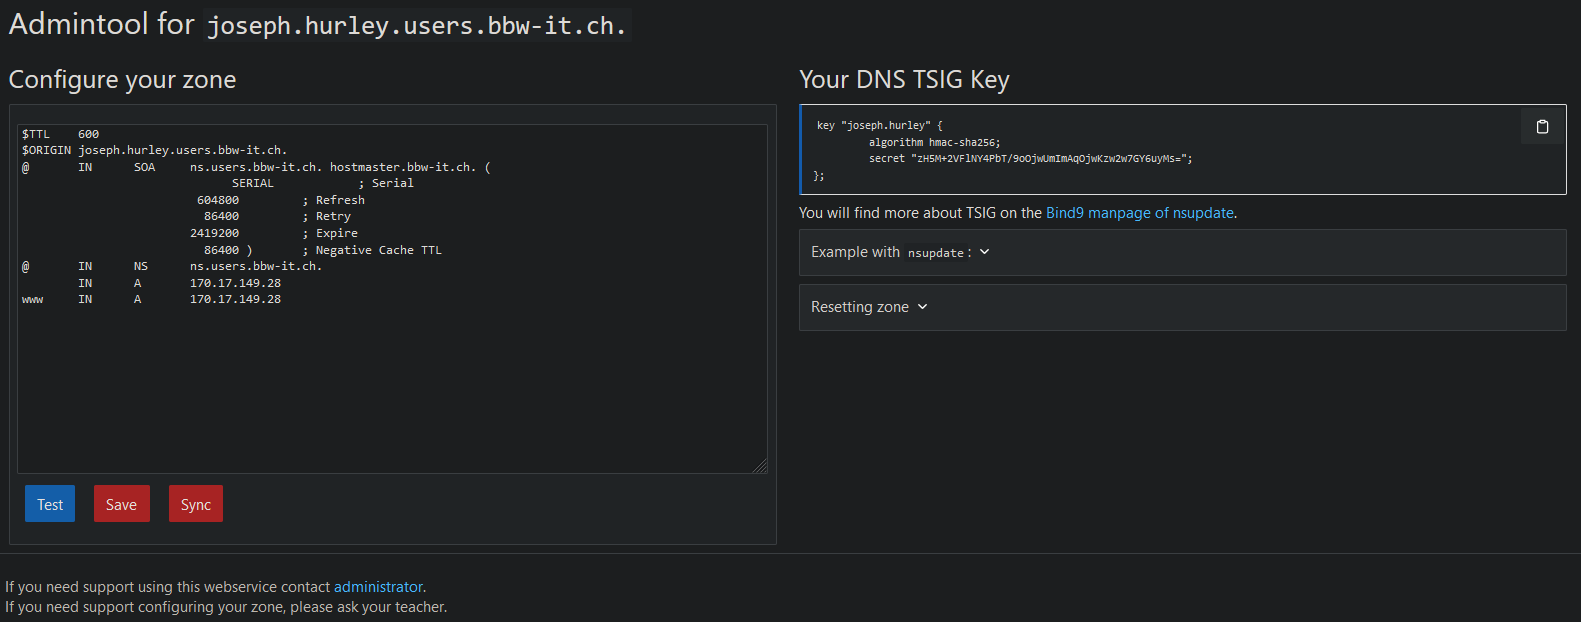 Admintool for joseph.hurley.users.bbw-it.ch.
Configure your zone
$TTL    600
$ORIGIN joseph.hurley.users.bbw-it.ch.
@       IN      SOA     ns.users.bbw-it.ch. hostmaster.bbw-it.ch. (
                              SERIAL            ; Serial
                         604800         ; Refresh
                          86400         ; Retry
                        2419200         ; Expire
                          86400 )       ; Negative Cache TTL
@       IN      NS      ns.users.bbw-it.ch.
        IN      A       170.17.149.28
www     IN      A       170.17.149.28
Test Save Sync
Your DNS TSIG Key
key "joseph.hurley" {
        algorithm hmac-sha256;
        secret "zH5M+2VFlNY4PbT/9oOjwUmImAqOjwKzw2w7GY6uyMs=";
};
You will find more about TSIG on the Bind9 manpage of nsupdate.
Example with nsupdate:
Resetting zone
If you need support using this webservice contact administrator.
If you need support configuring your zone, please ask your teacher.